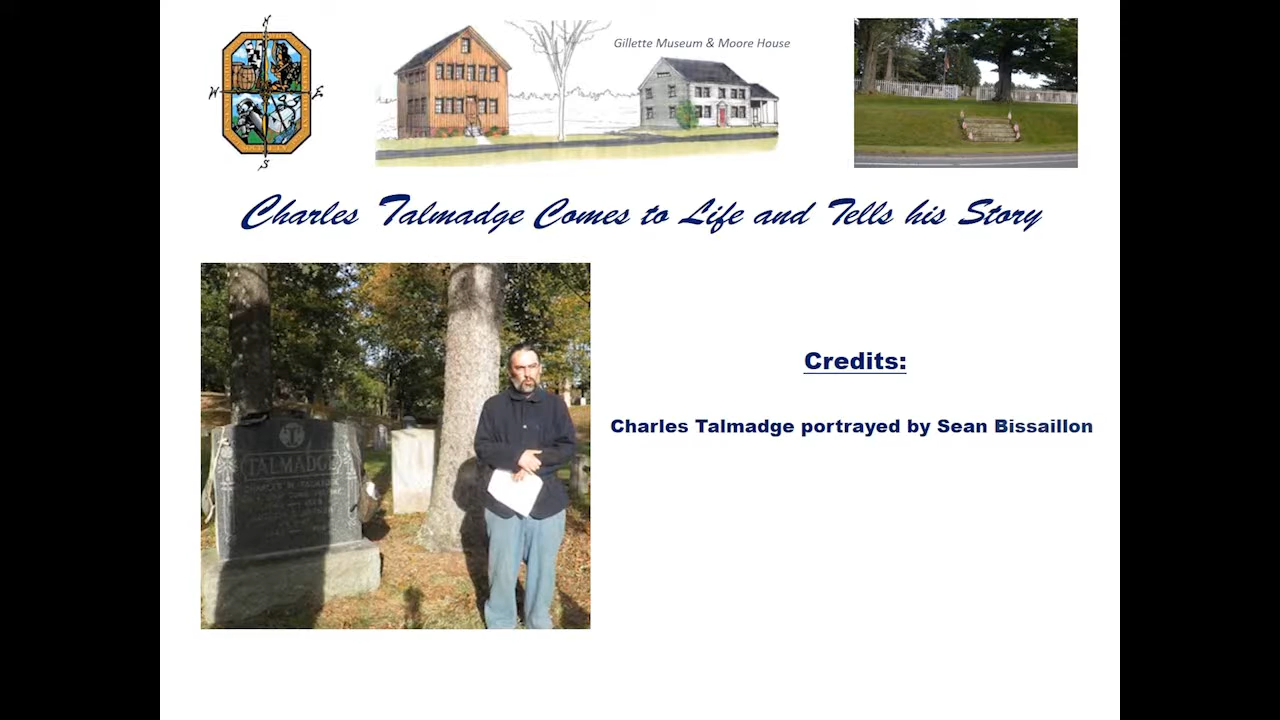 N
W E
S
Gillette Museum & Moore House
Charles Talmadge Comes to Life and Tells his Story
Credits:
Charles Talmadge portrayed by Sean Bissaillon
T
TALMADGE